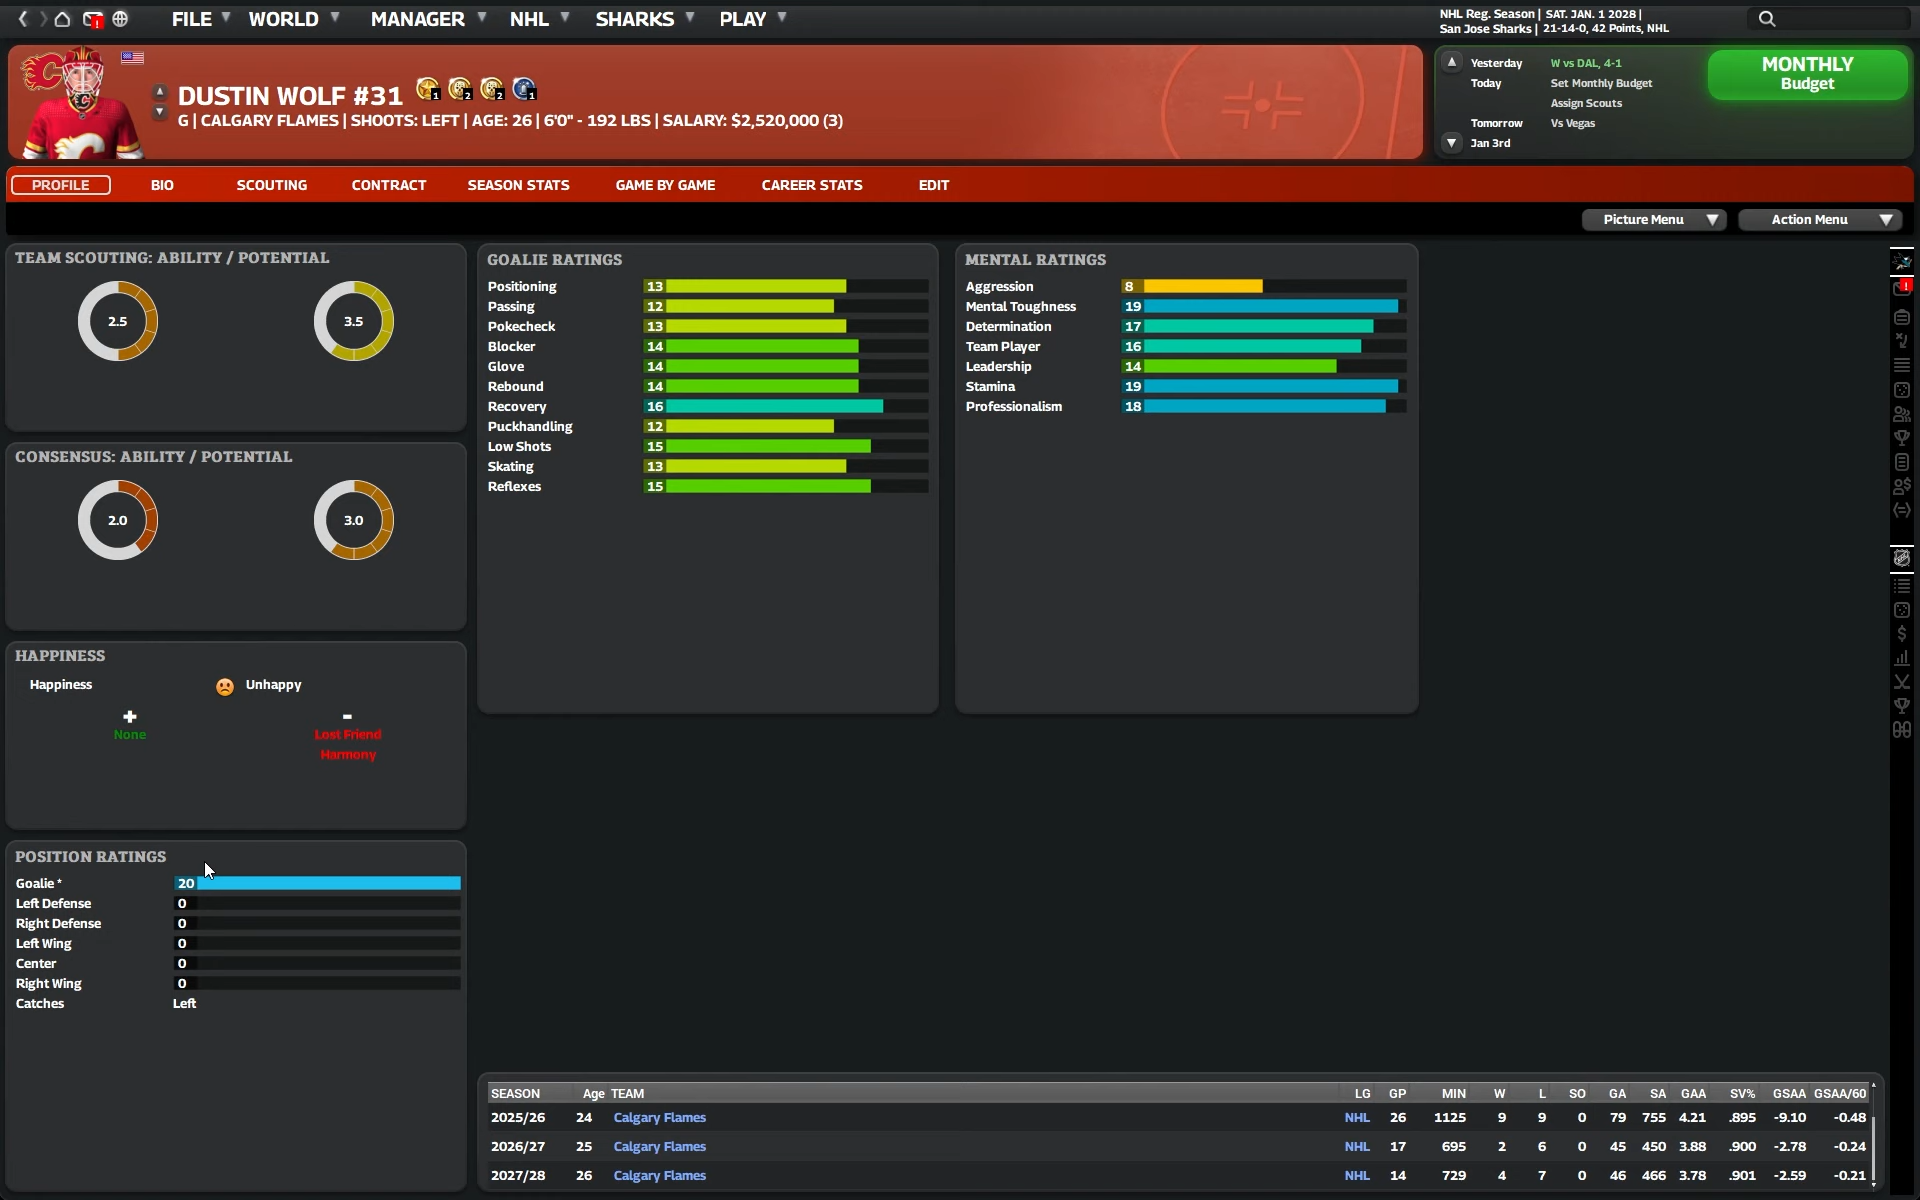 FILE WORLD MANAGER NHL SHARKS PLAY
NHL Reg. Season | SAT. JAN. 1 2028 |
San Jose Sharks | 21-14-0, 42 Points, NHL
DUSTIN WOLF #31 1 2 2 1
G | CALGARY FLAMES | SHOOTS: LEFT | AGE: 26 | 6'0" - 192 LBS | SALARY: $2,520,000 (3)
Yesterday W vs DAL, 4-1
Today Set Monthly Budget
Assign Scouts
Tomorrow Vs Vegas
Jan 3rd
MONTHLY
Budget
PROFILE BIO SCOUTING CONTRACT SEASON STATS GAME BY GAME CAREER STATS EDIT
Picture Menu Action Menu
TEAM SCOUTING: ABILITY / POTENTIAL
2.5 3.5
CONSENSUS: ABILITY / POTENTIAL
2.0 3.0
HAPPINESS
Happiness Unhappy
+ -
None Lost Friend
Harmony
POSITION RATINGS
Goalie * 20
Left Defense 0
Right Defense 0
Left Wing 0
Center 0
Right Wing 0
Catches Left
GOALIE RATINGS
Positioning 13
Passing 12
Pokecheck 13
Blocker 14
Glove 14
Rebound 14
Recovery 16
Puckhandling 12
Low Shots 15
Skating 13
Reflexes 15
MENTAL RATINGS
Aggression 8
Mental Toughness 19
Determination 17
Team Player 16
Leadership 14
Stamina 19
Professionalism 18
SEASON Age TEAM LG GP MIN W L SO GA SA GAA SV% GSAA GSAA/60
2025/26 24 Calgary Flames NHL 26 1125 9 9 0 79 755 4.21 .895 -9.10 -0.48
2026/27 25 Calgary Flames NHL 17 695 2 6 0 45 450 3.88 .900 -2.78 -0.24
2027/28 26 Calgary Flames NHL 14 729 4 7 0 46 466 3.78 .901 -2.59 -0.21